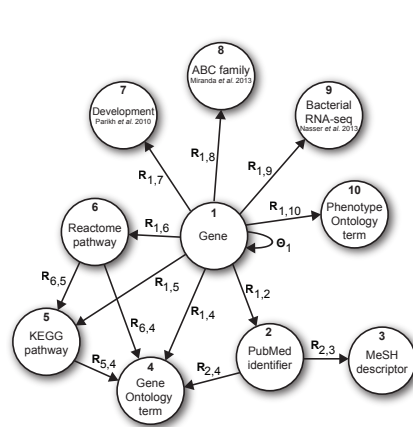 8
ABC family
Miranda et al. 2013
7
Development
Parikh et al. 2010
9
Bacterial
RNA-seq
Nasser et al. 2013
R1,8
R1,7
R1,9
10
Phenotype
Ontology
term
6
Reactome
pathway
1
Gene
R1,6
R1,10
Θ1
R6,5
R1,5
R1,4
R1,2
R6,4
5
KEGG
pathway
2
PubMed
identifier
3
MeSH
descriptor
R2,3
R5,4
R2,4
4
Gene
Ontology
term